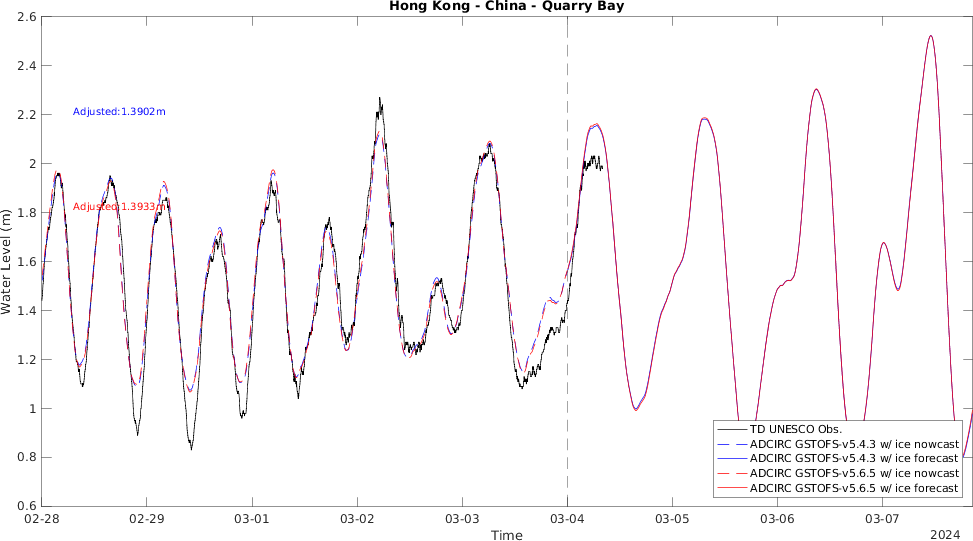 Hong Kong - China - Quarry Bay
2.6
2.4
2.2
2
1.8
1.6
1.4
1.2
1
0.8
0.6
Water Level (m)
Adjusted:1.3902m
Adjusted:1.3933m
TD UNESCO Obs.
ADCIRC GSTOFS-v5.4.3 w/ ice nowcast
ADCIRC GSTOFS-v5.4.3 w/ ice forecast
ADCIRC GSTOFS-v5.6.5 w/ ice nowcast
ADCIRC GSTOFS-v5.6.5 w/ ice forecast
02-28 02-29 03-01 03-02 03-03 03-04 03-05 03-06 03-07
Time
2024